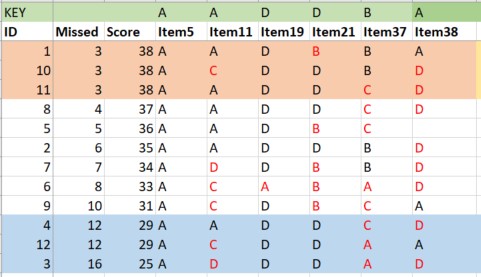 KEY A A D D B A
ID Missed Score Item5 Item11 Item19 Item21 Item37 Item38
1 3 38 A A D B B A
10 3 38 A C D D B D
11 3 38 A A D D C D
8 4 37 A A D D C D
5 5 36 A A D B C
2 6 35 A A D D B D
7 7 34 A D D B B D
6 8 33 A C A B A D
9 10 31 A C D B C A
4 12 29 A A D D C D
12 12 29 A C D D A A
3 16 25 A D D D A D